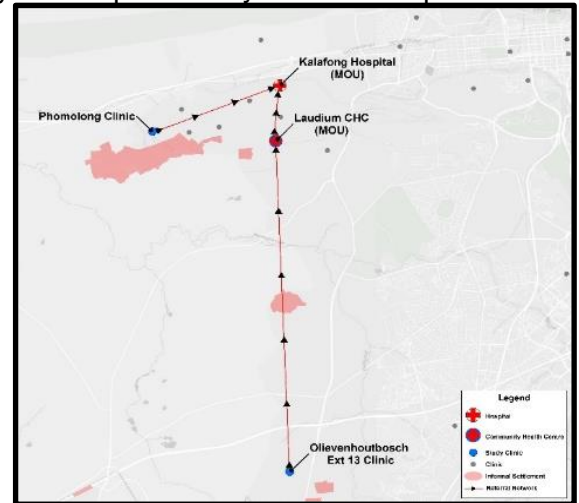 Kalafong Hospital
(MOU)
Phomolong Clinic
Laudium CHC
(MOU)
Olievenhoutbosch
Ext 13 Clinic
Legend
Hospital
Community Health Centre
Study Clinic
Clinic
Informal Settlement
Referral Network